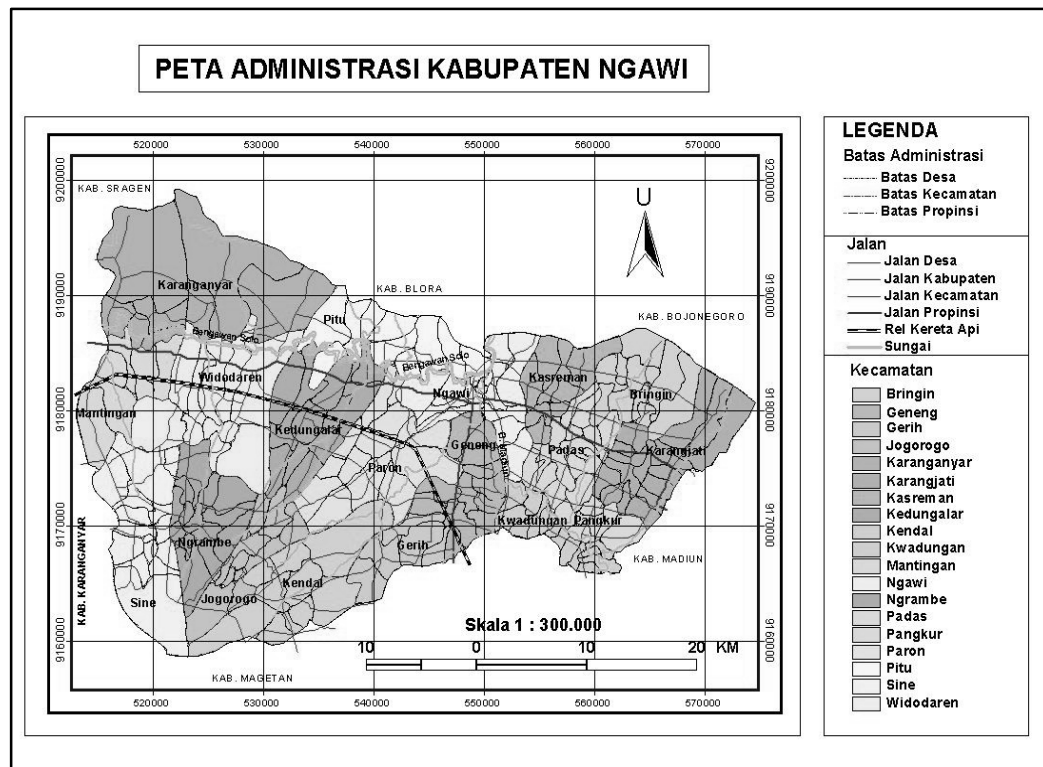 PETA ADMINISTRASI KABUPATEN NGAWI
520000 530000 540000 550000 560000 570000
9200000 9200000
KAB. SRAGEN
U
Karanganyar
9190000 KAB. BLORA 9190000
Pitu
KAB. BOJONEGORO
Bengawan Solo
Bengawan Solo
Widodaren
Kasreman
Ngawi
Bringin
Mantingan
9180000 9180000
Kedungalar
Geneng
Padas
Karangjati
Paron
Kwadungan
Pangkur
9170000 9170000
Ngrambe
Gerih
KAB. MADIUN
Kendal
KAB. KARANGANYAR
Sine
Jogorogo
Skala 1 : 300.000
9160000 9160000
10 0 10 20 KM
KAB. MAGETAN
520000 530000 540000 550000 560000 570000
LEGENDA
Batas Administrasi
Batas Desa
Batas Kecamatan
Batas Propinsi
Jalan
Jalan Desa
Jalan Kabupaten
Jalan Kecamatan
Jalan Propinsi
Rel Kereta Api
Sungai
Kecamatan
Bringin
Geneng
Gerih
Jogorogo
Karanganyar
Karangjati
Kasreman
Kedungalar
Kendal
Kwadungan
Mantingan
Ngawi
Ngrambe
Padas
Pangkur
Paron
Pitu
Sine
Widodaren